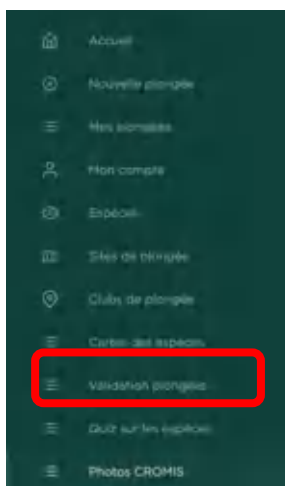 Accueil
Nouvelle plongée
Mes plongées
Mon compte
Espèces
Sites de plongée
Clubs de plongée
Cartes des espèces
Validation plongées
Quiz sur les espèces
Photos CROMIS